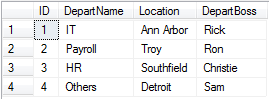 ID DepartName Location DepartBoss
1 1 IT Ann Arbor Rick
2 2 Payroll Troy Ron
3 3 HR Southfield Christie
4 4 Others Detroit Sam